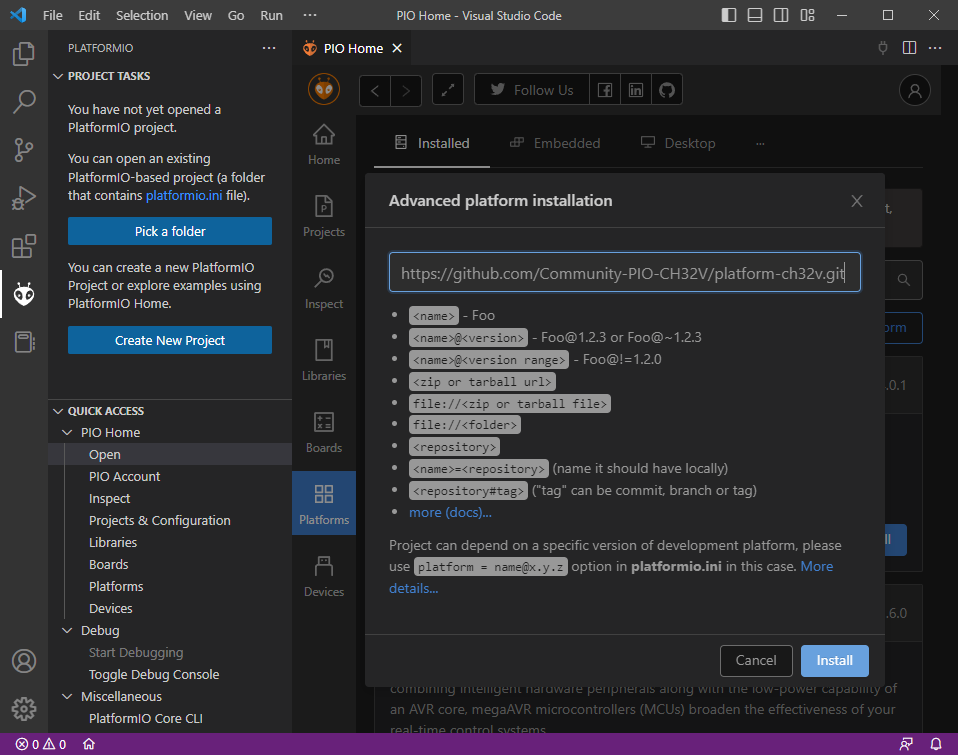 File Edit Selection View Go Run ··· PIO Home - Visual Studio Code
PLATFORMIO
PROJECT TASKS
You have not yet opened a
PlatformIO project.
You can open an existing
PlatformIO-based project (a folder
that contains platformio.ini file).
Pick a folder
You can create a new PlatformIO
Project or explore examples using
PlatformIO Home.
Create New Project
QUICK ACCESS
PIO Home
Open
PIO Account
Inspect
Projects & Configuration
Libraries
Boards
Platforms
Devices
Debug
Start Debugging
Toggle Debug Console
Miscellaneous
PlatformIO Core CLI
PIO Home
Follow Us
Home
Projects
Inspect
Libraries
Boards
Platforms
Devices
Installed Embedded Desktop ···
Advanced platform installation
https://github.com/Community-PIO-CH32V/platform-ch32v.git
• <name> - Foo
• <name>@<version> - Foo@1.2.3 or Foo@~1.2.3
• <name>@<version range> - Foo@!=1.2.0
• <zip or tarball url>
• file://<zip or tarball file>
• file://<folder>
• <repository>
• <name>=<repository> (name it should have locally)
• <repository#tag> ("tag" can be commit, branch or tag)
• more (docs)...
Project can depend on a specific version of development platform, please
use platform = name@x.y.z option in platformio.ini in this case. More
details...
Cancel Install
t,
orm
.0.1
ll
.6.0
combining intelligent hardware peripherals along with the low-power capability of
an AVR core, megaAVR microcontrollers (MCUs) broaden the effectiveness of your
real-time control systems.
0 0